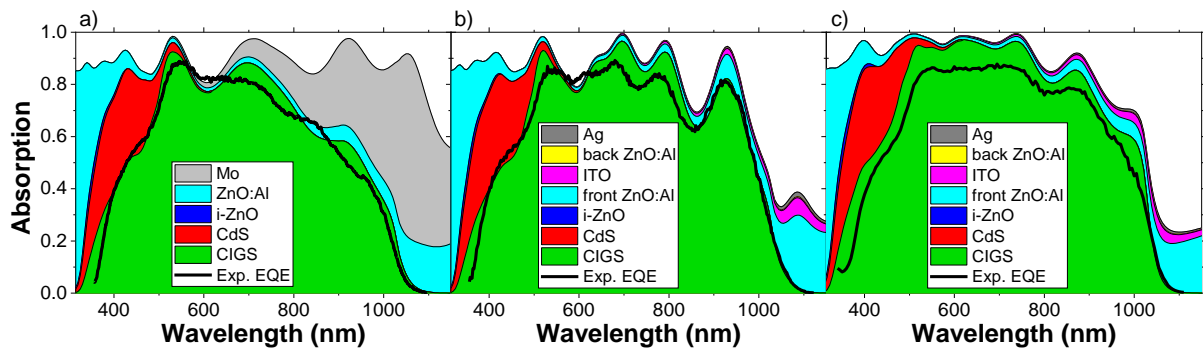 a)
b)
c)
1.0
0.8
0.6
0.4
0.2
0.0
Absorption
Mo
ZnO:Al
i-ZnO
CdS
CIGS
Exp. EQE
Ag
back ZnO:Al
ITO
front ZnO:Al
i-ZnO
CdS
CIGS
Exp. EQE
Ag
back ZnO:Al
ITO
front ZnO:Al
i-ZnO
CdS
CIGS
Exp. EQE
400 600 800 1000
400 600 800 1000
400 600 800 1000
Wavelength (nm)
Wavelength (nm)
Wavelength (nm)